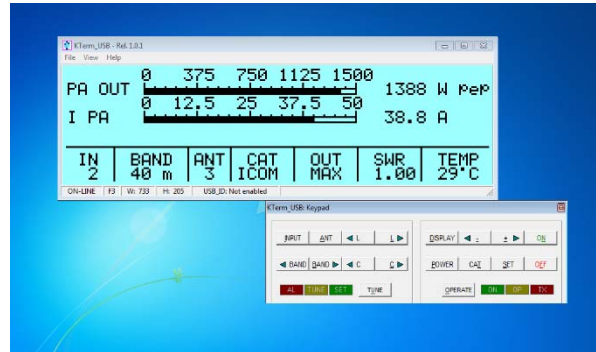 KTerm_USB - Rel. 1.0.1
File View Help
0 375 750 1125 1500
PA OUT 1388 W PeP
0 12.5 25 37.5 50
I PA 38.8 A
IN BAND ANT CAT OUT SWR TEMP
2 40 m 3 ICOM MAX 1.00 29°C
ON-LINE F3 W: 733 H: 205 USB_ID: Not enabled
KTerm_USB: Keypad
INPUT ANT ◄ L L ► DISPLAY ◄ - + ► ON
◄ BAND BAND ► ◄ C C ► POWER CAT SET OFF
AL TUNE SET TUNE OPERATE ON OP TX